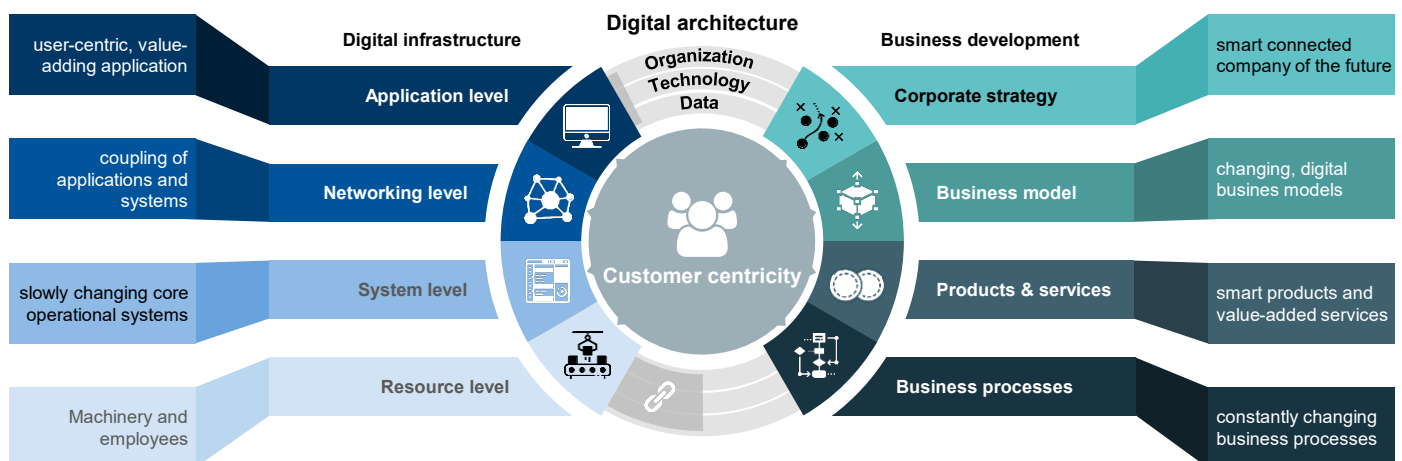 Digital architecture
Digital infrastructure
Business development
Organization
Technology
Data
user-centric, value-
adding application
Application level
coupling of
applications and
systems
Networking level
slowly changing core
operational systems
System level
Machinery and
employees
Resource level
Customer centricity
Corporate strategy
smart connected
company of the future
Business model
changing, digital
busines models
Products & services
smart products and
value-added services
Business processes
constantly changing
business processes